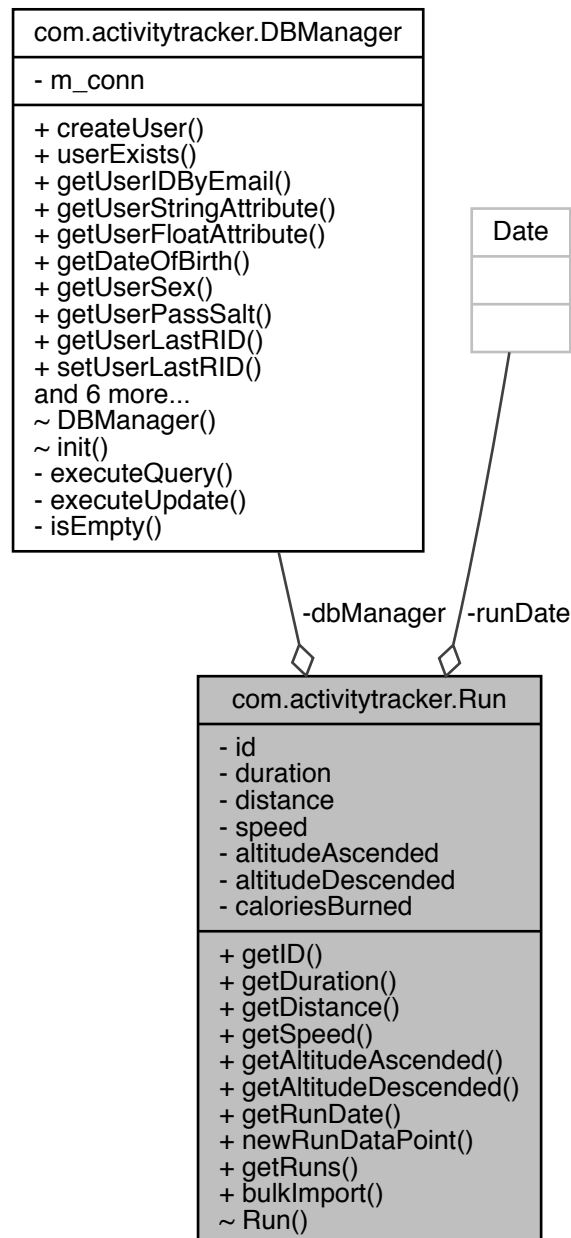 com.activitytracker.DBManager
- m_conn
+ createUser()
+ userExists()
+ getUserIDByEmail()
+ getUserStringAttribute()
+ getUserFloatAttribute()
+ getDateOfBirth()
+ getUserSex()
+ getUserPassSalt()
+ getUserLastRID()
+ setUserLastRID()
and 6 more...
~ DBManager()
~ init()
- executeQuery()
- executeUpdate()
- isEmpty()
Date
-dbManager
-runDate
com.activitytracker.Run
- id
- duration
- distance
- speed
- altitudeAscended
- altitudeDescended
- caloriesBurned
+ getID()
+ getDuration()
+ getDistance()
+ getSpeed()
+ getAltitudeAscended()
+ getAltitudeDescended()
+ getRunDate()
+ newRunDataPoint()
+ getRuns()
+ bulkImport()
~ Run()